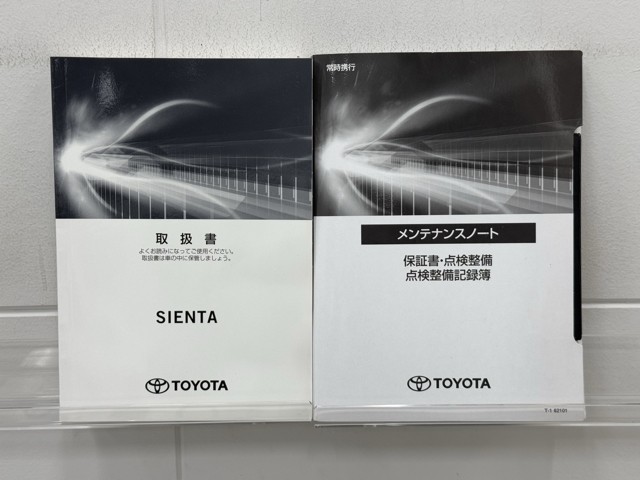 取扱書
よくお読みになってご使用ください。
取扱書は車の中に保管しましょう。
SIENTA
TOYOTA
常時携行
メンテナンスノート
保証書・点検整備
点検整備記録簿
TOYOTA
T-1 62101